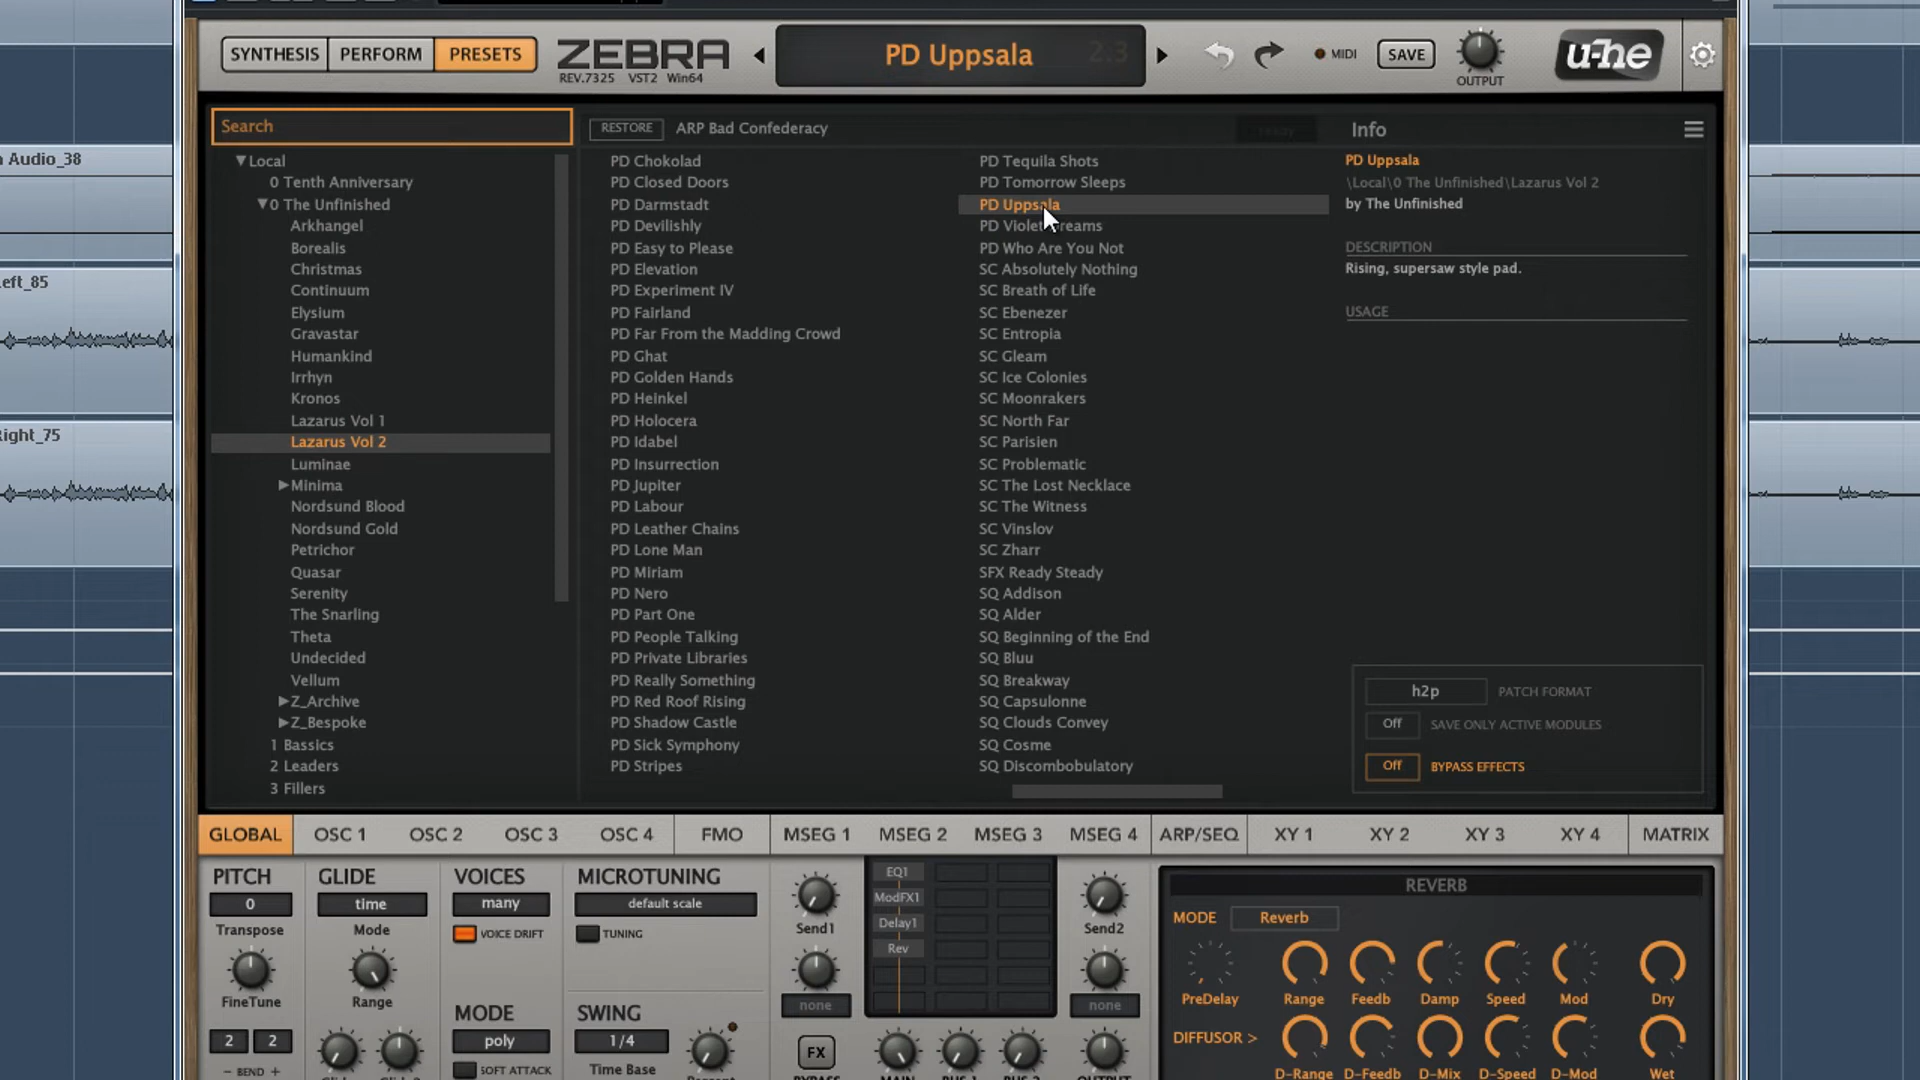 SYNTHESIS PERFORM PRESETS ZEBRA PD Uppsala 2.3 MIDI SAVE u-he
REV.7325 VST2 Win64 OUTPUT
Search RESTORE ARP Bad Confederacy Info
Audio_38
Left_85
Right_75
Local
0 Tenth Anniversary
0 The Unfinished
Arkhangel
Borealis
Christmas
Continuum
Elysium
Gravastar
Humankind
Irrhyn
Kronos
Lazarus Vol 1
Lazarus Vol 2
Luminae
Minima
Nordsund Blood
Nordsund Gold
Petrichor
Quasar
Serenity
The Snarling
Theta
Undecided
Vellum
Z_Archive
Z_Bespoke
1 Bassics
2 Leaders
3 Fillers
PD Chokolad
PD Closed Doors
PD Darmstadt
PD Devilishly
PD Easy to Please
PD Elevation
PD Experiment IV
PD Fairland
PD Far From the Madding Crowd
PD Ghat
PD Golden Hands
PD Heinkel
PD Holocera
PD Idabel
PD Insurrection
PD Jupiter
PD Labour
PD Leather Chains
PD Lone Man
PD Miriam
PD Nero
PD Part One
PD People Talking
PD Private Libraries
PD Really Something
PD Red Roof Rising
PD Shadow Castle
PD Sick Symphony
PD Stripes
PD Tequila Shots
PD Tomorrow Sleeps
PD Uppsala
PD Violet reams
PD Who Are You Not
SC Absolutely Nothing
SC Breath of Life
SC Ebenezer
SC Entropia
SC Gleam
SC Ice Colonies
SC Moonrakers
SC North Far
SC Parisien
SC Problematic
SC The Lost Necklace
SC The Witness
SC Vinslov
SC Zharr
SFX Ready Steady
SQ Addison
SQ Alder
SQ Beginning of the End
SQ Bluu
SQ Breakway
SQ Capsulonne
SQ Clouds Convey
SQ Cosme
SQ Discombobulatory
PD Uppsala
\Local\0 The Unfinished\Lazarus Vol 2
by The Unfinished
DESCRIPTION
Rising, supersaw style pad.
USAGE
h2p PATCH FORMAT
Off SAVE ONLY ACTIVE MODULES
Off BYPASS EFFECTS
GLOBAL OSC 1 OSC 2 OSC 3 OSC 4 FMO MSEG 1 MSEG 2 MSEG 3 MSEG 4 ARP/SEQ XY 1 XY 2 XY 3 XY 4 MATRIX
PITCH
0
Transpose
FineTune
2 2
- BEND +
GLIDE
time
Mode
Range
VOICES
many
VOICE DRIFT
MODE
poly
SOFT ATTACK
MICROTUNING
default scale
TUNING
SWING
1/4
Time Base
Send1
none
FX
EQ1
ModFX1
Delay1
Rev
Send2
none
REVERB
MODE Reverb
PreDelay Range Feedb Damp Speed Mod Dry
DIFFUSOR >
D-Range D-Feedb D-Mix D-Speed D-Mod Wet